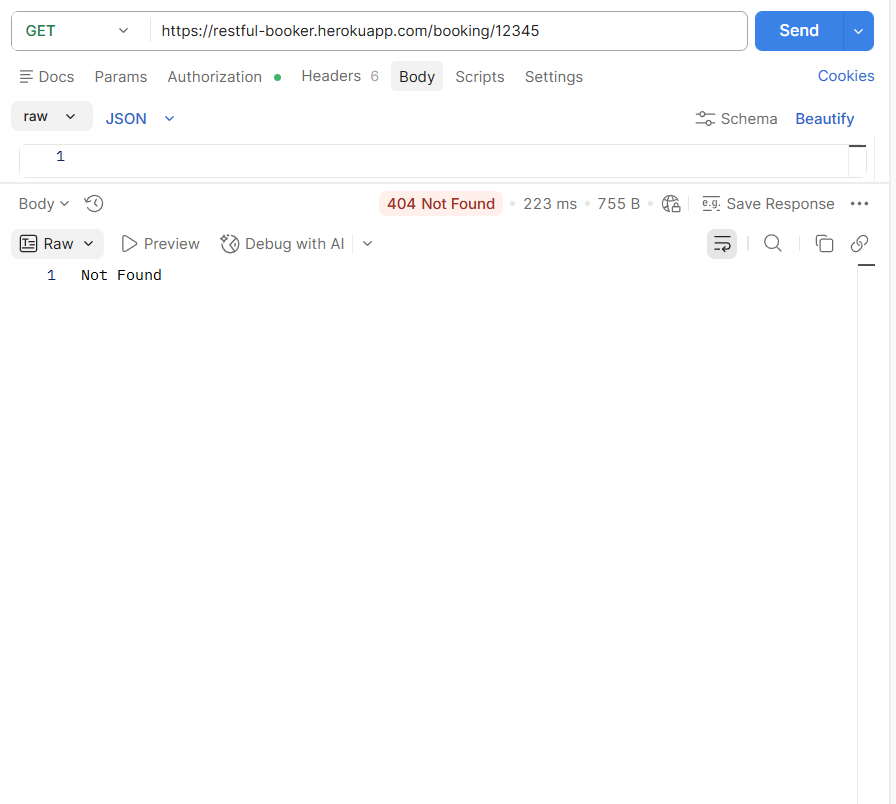 GET https://restful-booker.herokuapp.com/booking/12345 Send
Docs Params Authorization Headers 6 Body Scripts Settings Cookies
raw JSON Schema Beautify
1
Body 404 Not Found • 223 ms • 755 B • e.g. Save Response
Raw Preview Debug with AI
1 Not Found